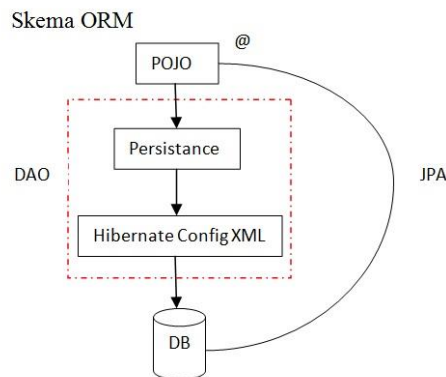 Skema ORM
@
POJO
Persistance
DAO
JPA
Hibernate Config XML
DB